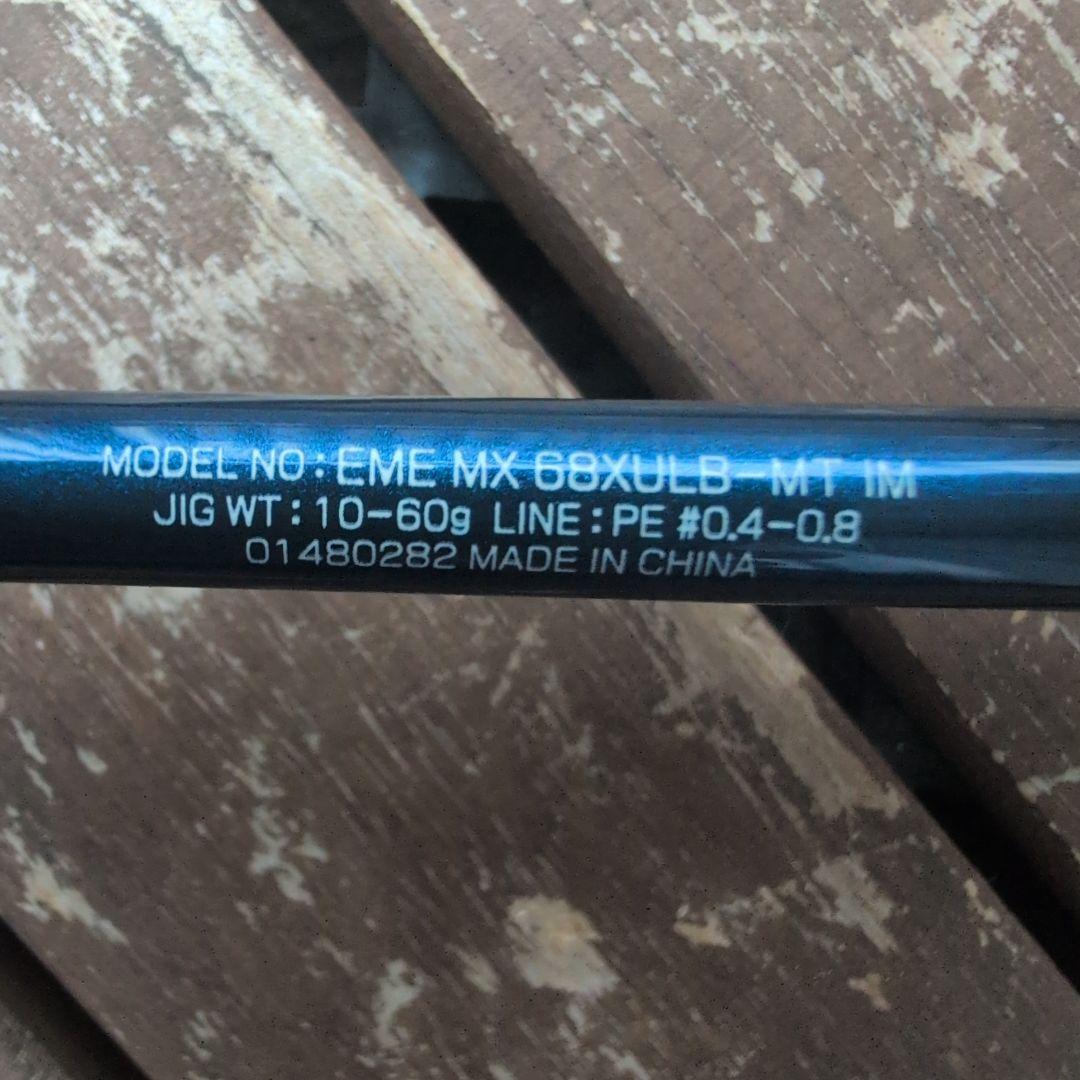 MODEL NO : EME MX 68XULB-MT IM
JIG WT : 10-60g LINE : PE #0.4-0.8
01480282 MADE IN CHINA